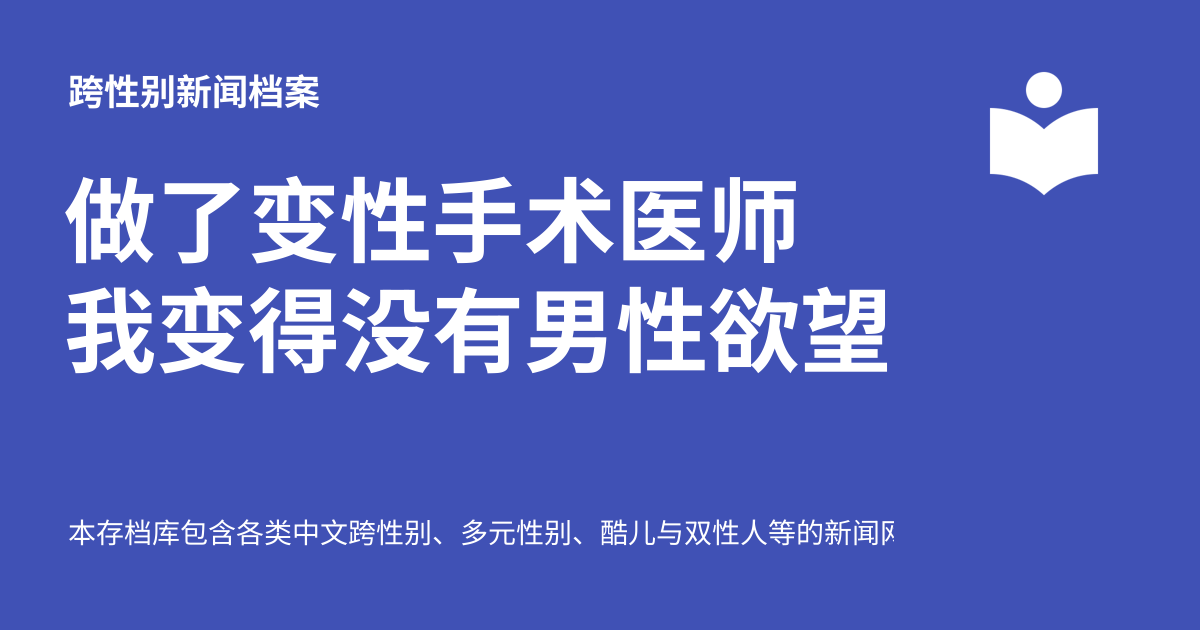 跨性别新闻档案
做了变性手术医师
我变得没有男性欲望
本存档库包含各类中文跨性别、多元性别、酷儿与双性人等的新闻